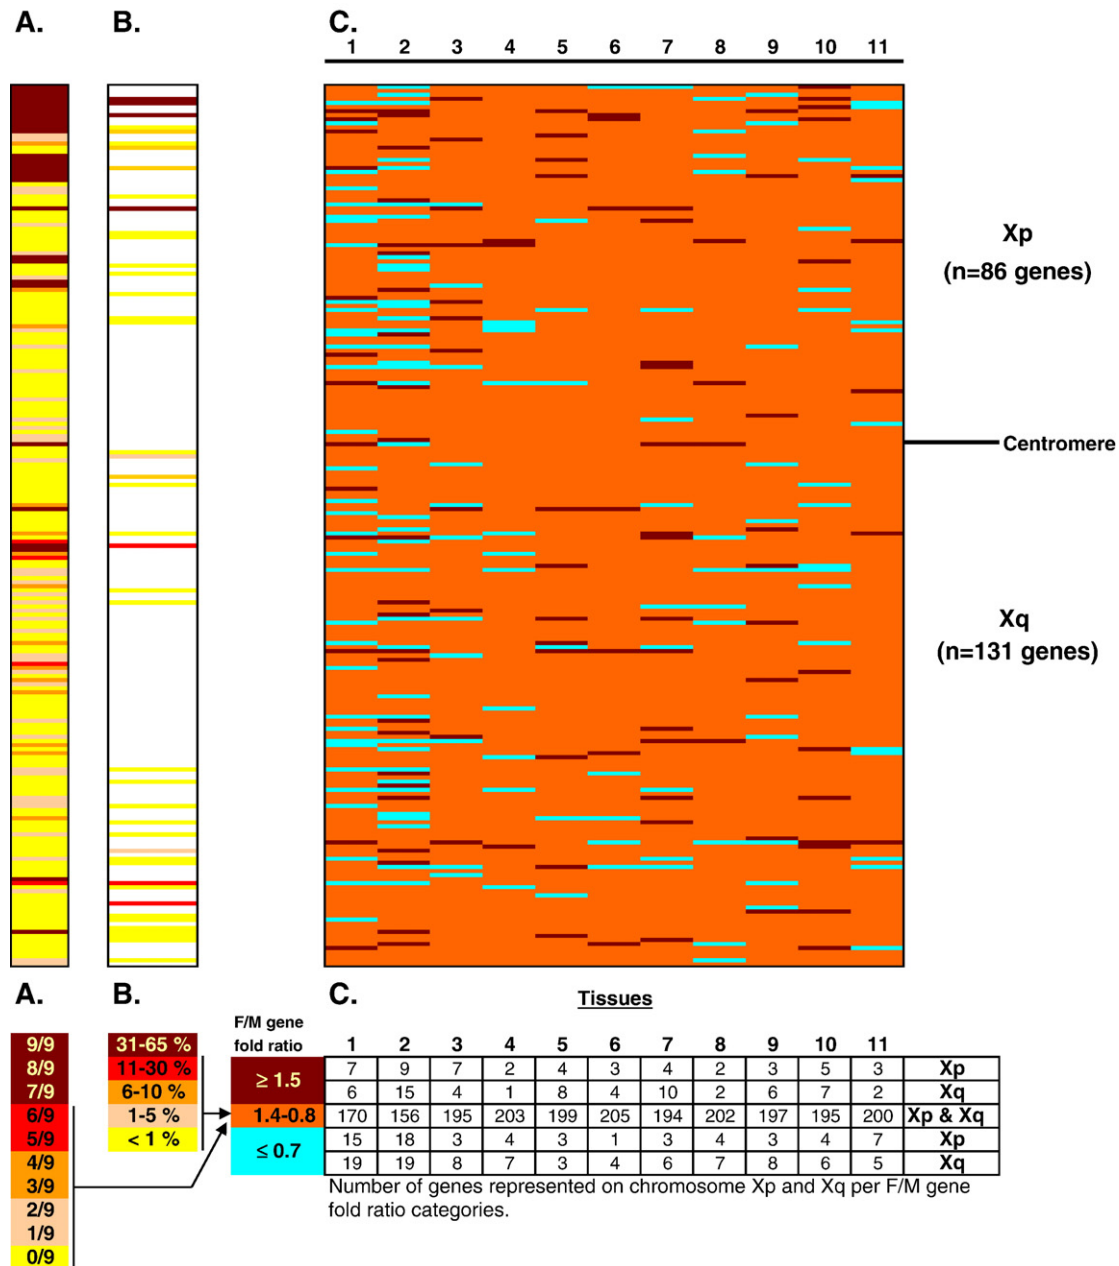 A. B. C.
1 2 3 4 5 6 7 8 9 10 11
Xp
(n=86 genes)
Centromere
Xq
(n=131 genes)
A. B. C.
Tissues
F/M gene
fold ratio
1 2 3 4 5 6 7 8 9 10 11
≥ 1.5
7 9 7 2 4 3 4 2 3 5 3 Xp
6 15 4 1 8 4 10 2 6 7 2 Xq
1.4-0.8 170 156 195 203 199 205 194 202 197 195 200 Xp & Xq
≤ 0.7
15 18 3 4 3 1 3 4 3 4 7 Xp
19 19 8 7 3 4 6 7 8 6 5 Xq
Number of genes represented on chromosome Xp and Xq per F/M gene
fold ratio categories.
9/9
8/9
7/9
6/9
5/9
4/9
3/9
2/9
1/9
0/9
31-65 %
11-30 %
6-10 %
1-5 %
< 1 %